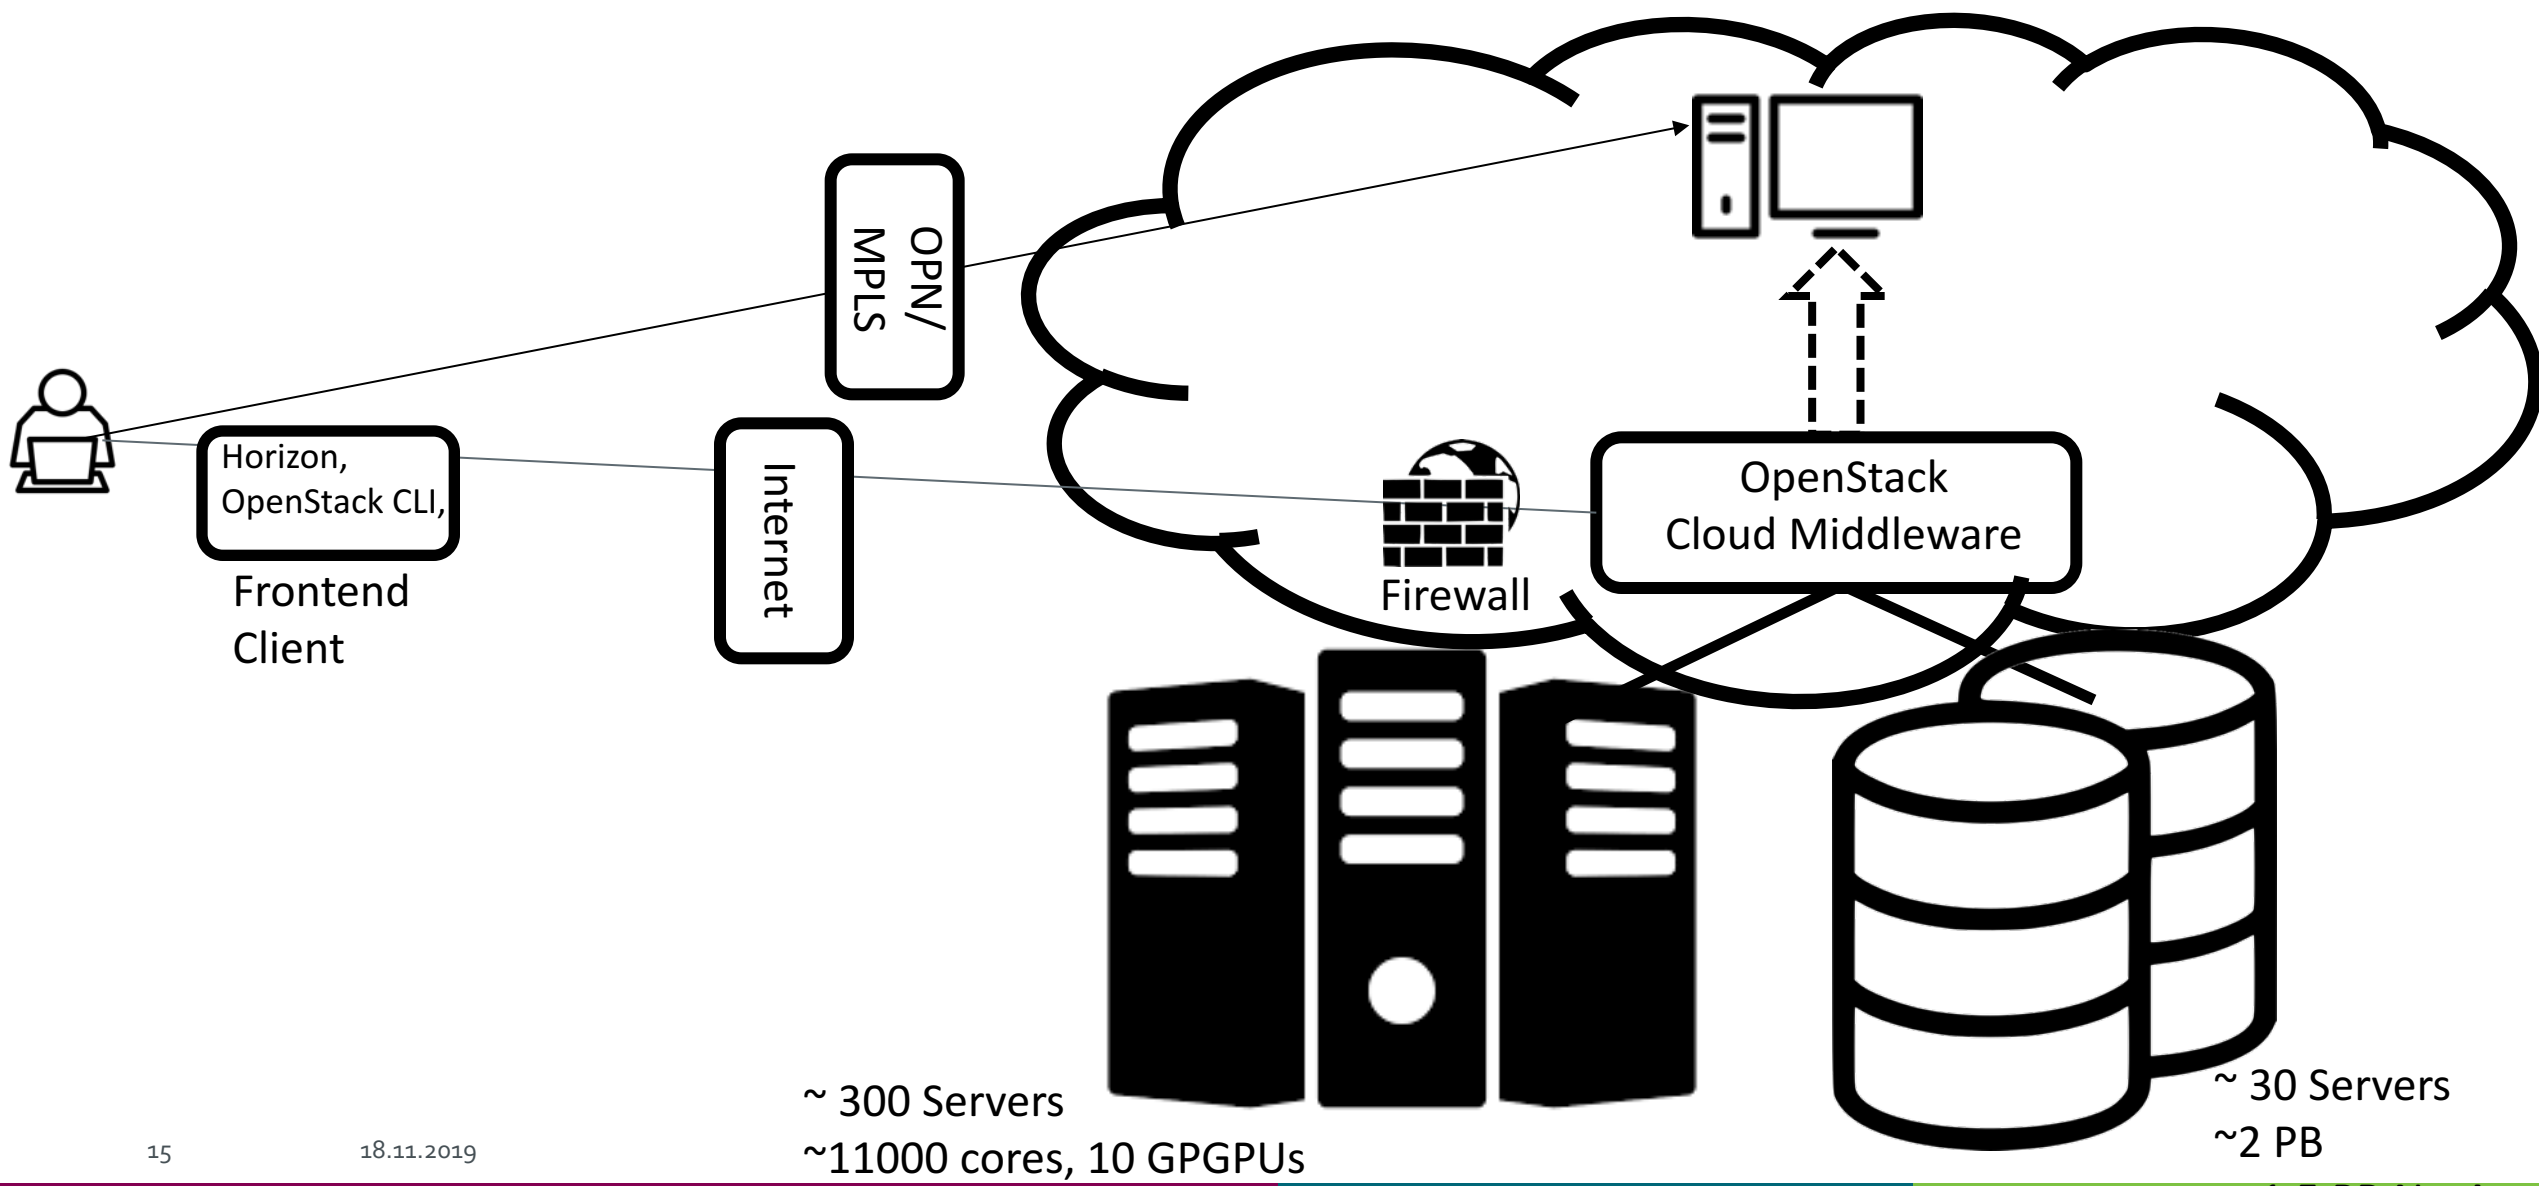 OPN/
MPLS
Horizon,
OpenStack CLI,
Frontend
Client
Internet
Firewall
OpenStack
Cloud Middleware
~ 300 Servers
~11000 cores, 10 GPGPUs
~ 30 Servers
~2 PB
15
18.11.2019